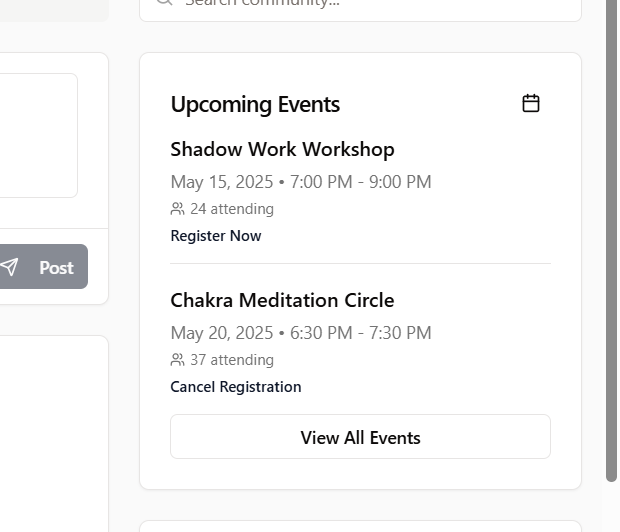 Search community...
Upcoming Events
Shadow Work Workshop
May 15, 2025 • 7:00 PM - 9:00 PM
24 attending
Register Now
Post
Chakra Meditation Circle
May 20, 2025 • 6:30 PM - 7:30 PM
37 attending
Cancel Registration
View All Events